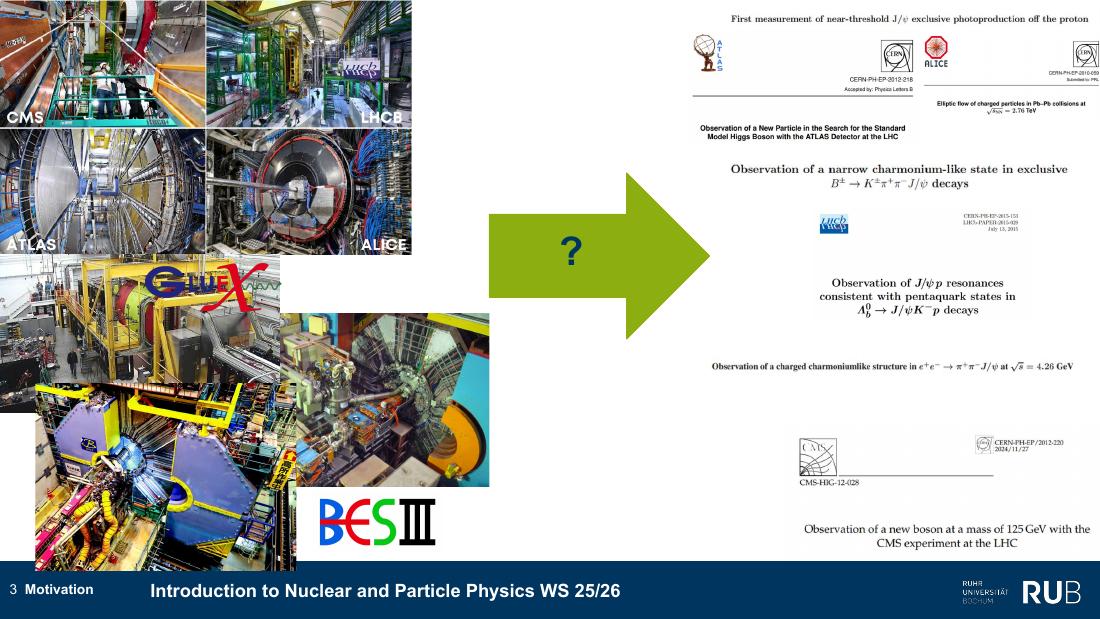 CMS
LHCB
ATLAS
ALICE
GLUEX
BESIII
?
First measurement of near-threshold J/ψ exclusive photoproduction off the proton
ATLAS
CERN
CERN-PH-EP-2012-218
Accepted by: Physics Letters B
Observation of a New Particle in the Search for the Standard
Model Higgs Boson with the ATLAS Detector at the LHC
ALICE
CERN
CERN-PH-EP-2010-059
Submitted to: PRL
Elliptic flow of charged particles in Pb–Pb collisions at
√sNN = 2.76 TeV
Observation of a narrow charmonium-like state in exclusive
B± → K±π+π−J/ψ decays
LHCb
CERN-PH-EP-2015-153
LHCb-PAPER-2015-029
July 13, 2015
Observation of J/ψp resonances
consistent with pentaquark states in
Λ0b → J/ψK−p decays
Observation of a charged charmoniumlike structure in e+e− → π+π−J/ψ at √s = 4.26 GeV
CMS
CERN-PH-EP/2012-220
2024/11/27
CMS-HIG-12-028
Observation of a new boson at a mass of 125 GeV with the
CMS experiment at the LHC
3 Motivation
Introduction to Nuclear and Particle Physics WS 25/26
RUHR
UNIVERSITÄT
BOCHUM
RUB